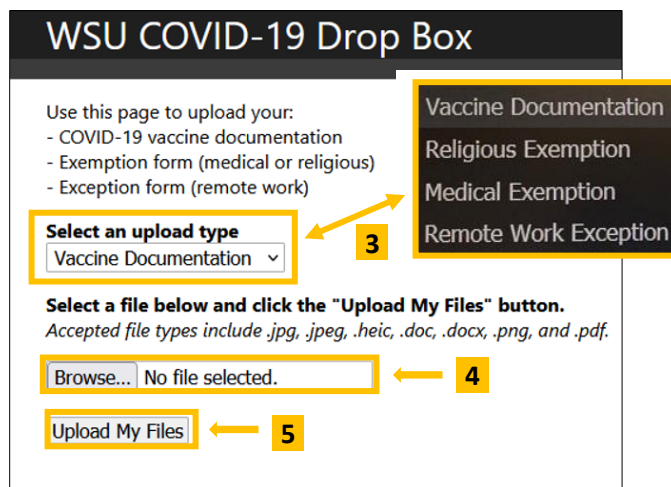 WSU COVID-19 Drop Box
Use this page to upload your:
- COVID-19 vaccine documentation
- Exemption form (medical or religious)
- Exception form (remote work)
Vaccine Documentation
Religious Exemption
Medical Exemption
Remote Work Exception
Select an upload type
Vaccine Documentation
3
Select a file below and click the "Upload My Files" button.
Accepted file types include .jpg, .jpeg, .heic, .doc, .docx, .png, and .pdf.
Browse... No file selected.
4
Upload My Files
5